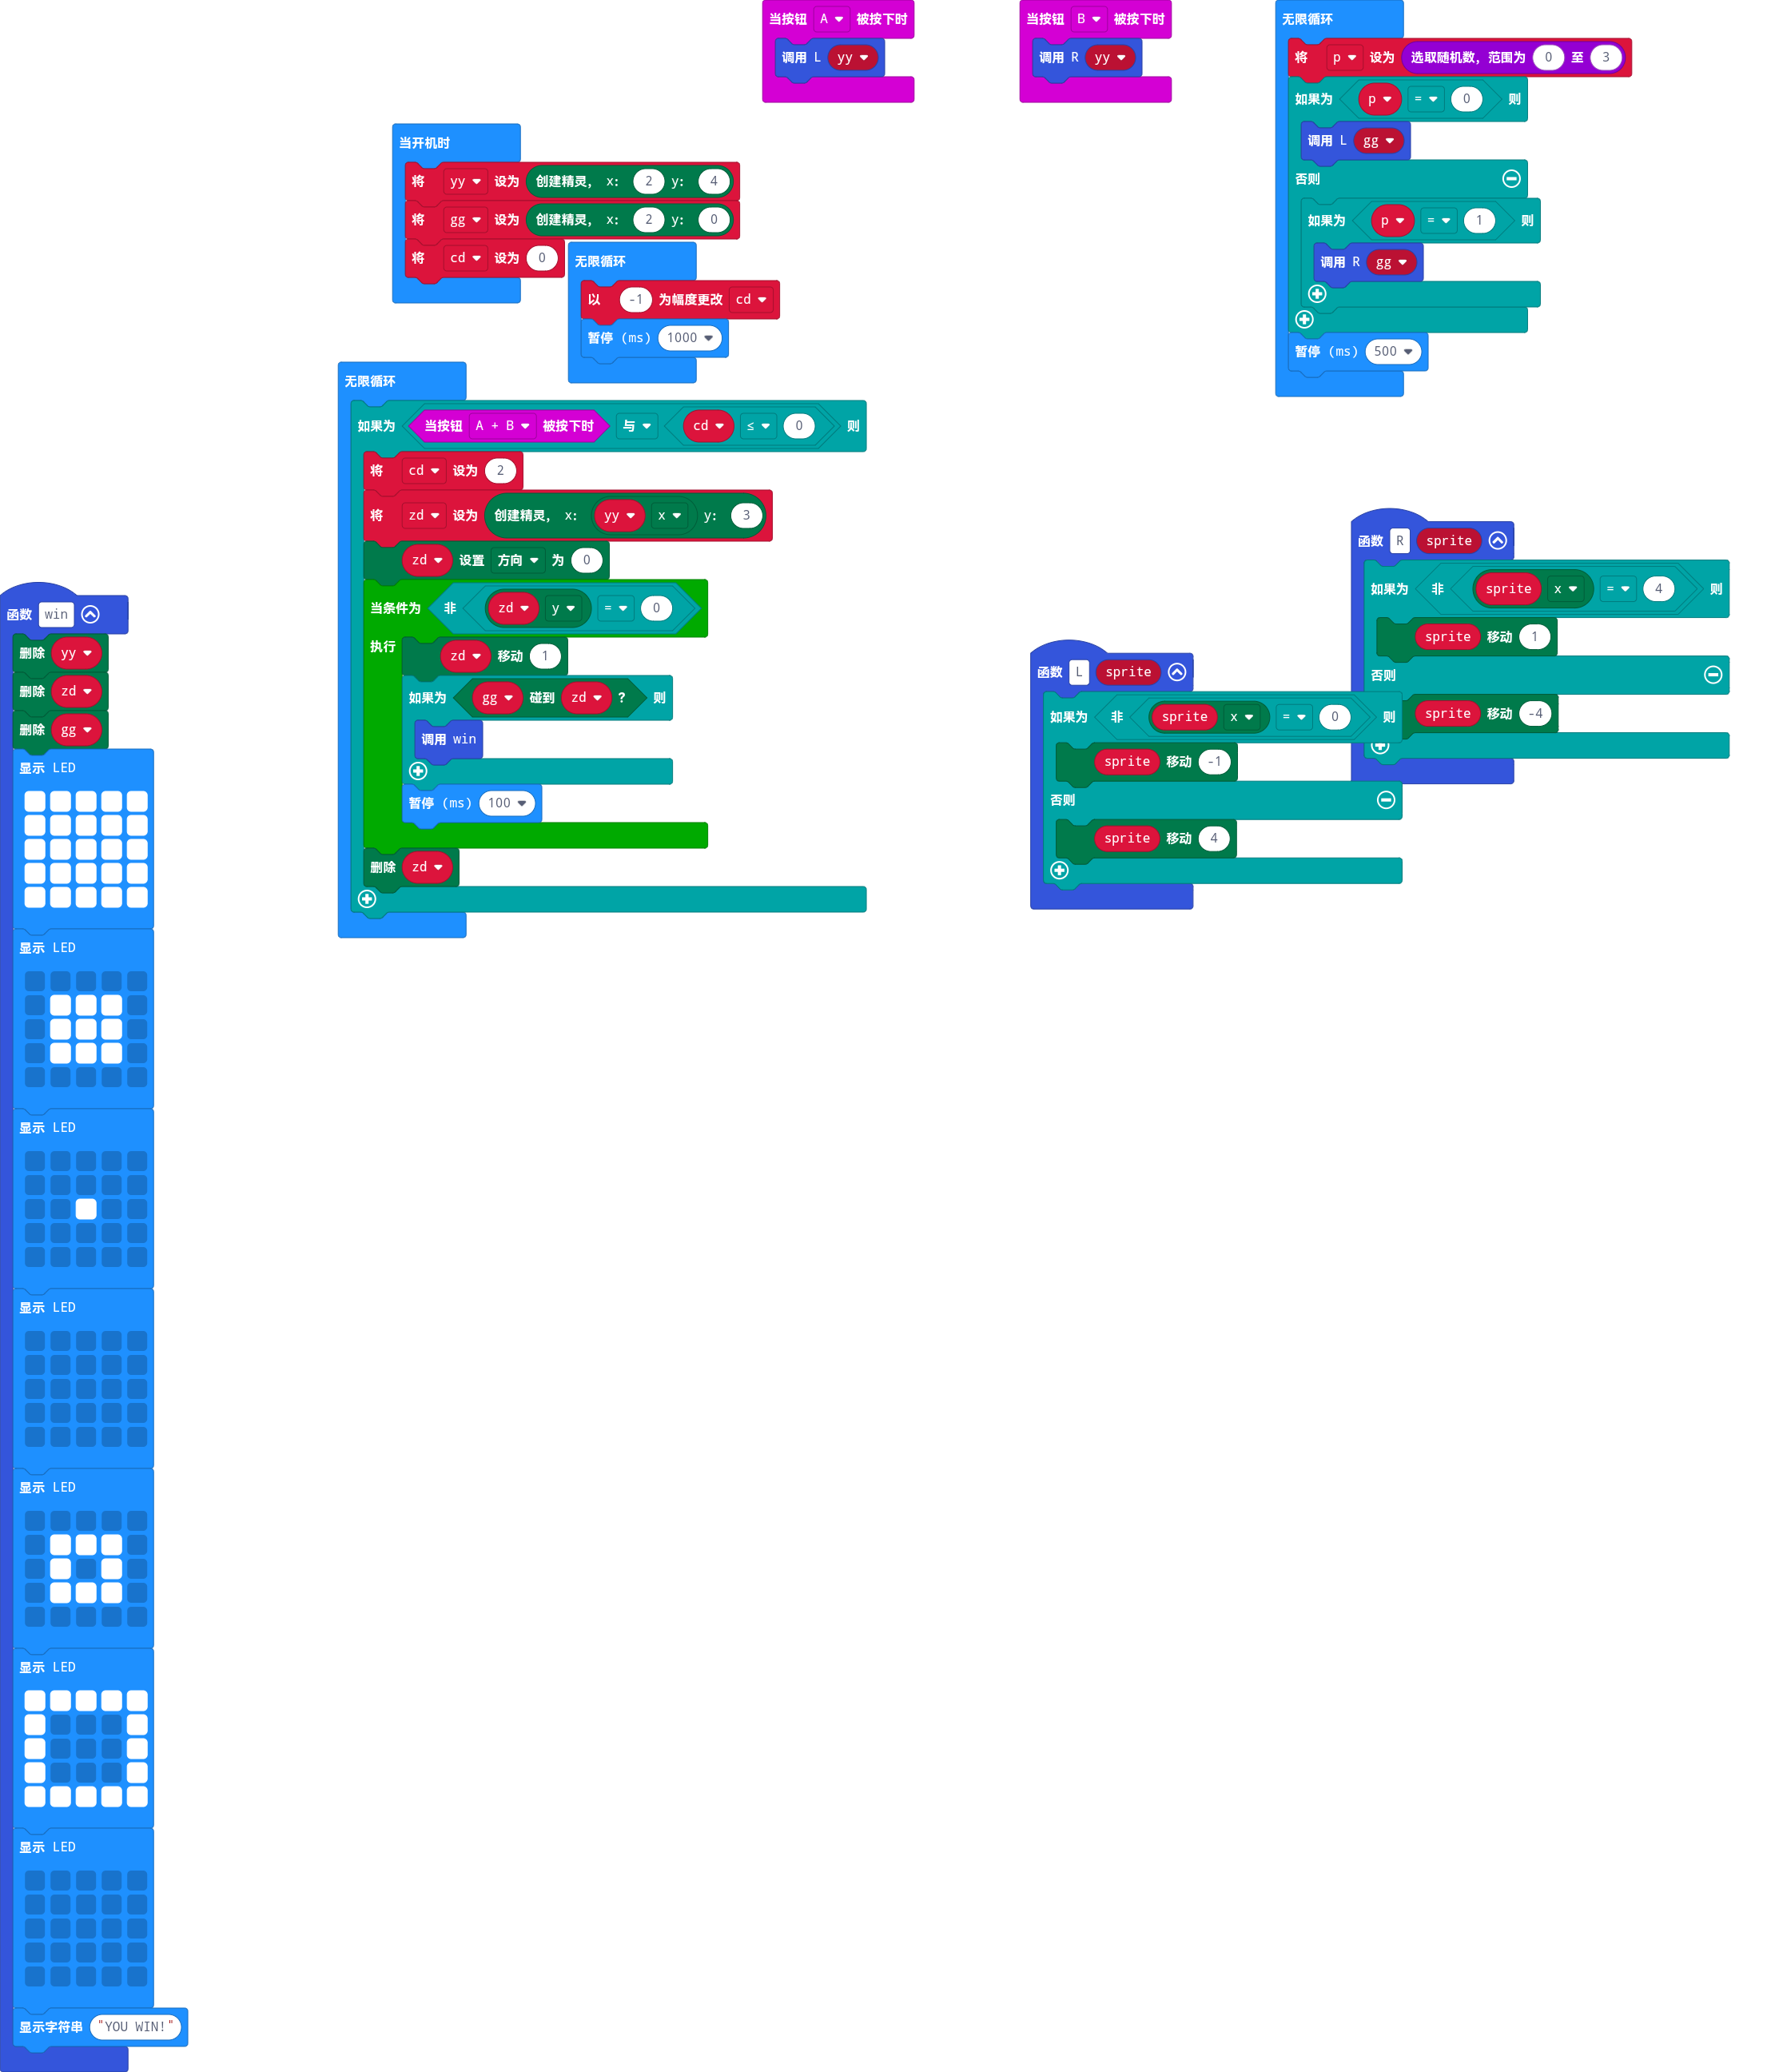 当按钮 A 被按下时
调用 L yy
当按钮 B 被按下时
调用 R yy
无限循环
将 p 设为 选取随机数，范围为 0 至 3
如果为 p = 0 则
调用 L gg
否则
如果为 p = 1 则
调用 R gg
暂停 (ms) 500
当开机时
将 yy 设为 创建精灵， x: 2 y: 4
将 gg 设为 创建精灵， x: 2 y: 0
将 cd 设为 0
无限循环
以 -1 为幅度更改 cd
暂停 (ms) 1000
无限循环
如果为 当按钮 A + B 被按下时 与 cd ≤ 0 则
将 cd 设为 2
将 zd 设为 创建精灵， x: yy x y: 3
zd 设置 方向 为 0
当条件为 非 zd y = 0
执行
zd 移动 1
如果为 gg 碰到 zd ? 则
调用 win
暂停 (ms) 100
删除 zd
函数 R sprite
如果为 非 sprite x = 4 则
sprite 移动 1
否则
sprite 移动 -4
函数 L sprite
如果为 非 sprite x = 0 则
sprite 移动 -1
否则
sprite 移动 4
函数 win
删除 yy
删除 zd
删除 gg
显示 LED
显示 LED
显示 LED
显示 LED
显示 LED
显示 LED
显示 LED
显示字符串 "YOU WIN!"